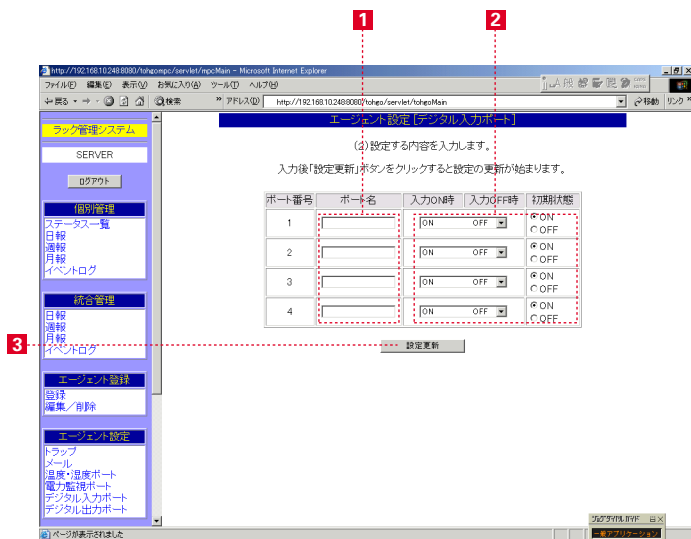 1
2
http://192.168.10.248:8080/tohgompc/servlet/mpcMain - Microsoft Internet Explorer
ファイル(F) 編集(E) 表示(V) お気に入り(A) ツール(T) ヘルプ(H)
戻る 検索 » アドレス(D) http://192.168.10.248:8080/tohgo/servlet/tohgoMain 移動 リンク »
ラック管理システム
SERVER
ログアウト
個別管理
ステータス一覧
日報
週報
月報
イベントログ
統合管理
日報
週報
月報
イベントログ
エージェント登録
登録
編集/削除
エージェント設定
トラップ
メール
温度・湿度ポート
電力監視ポート
デジタル入力ポート
デジタル出力ポート
エージェント設定 [デジタル入力ポート]
(2)設定する内容を入力します。
入力後「設定更新」ボタンをクリックすると設定の更新が始まります。
ポート番号 ポート名 入力ON時 入力OFF時 初期状態
1 ON OFF ON
OFF
2 ON OFF ON
OFF
3 ON OFF ON
OFF
4 ON OFF ON
OFF
3
設定更新
ページが表示されました
一般アプリケーション